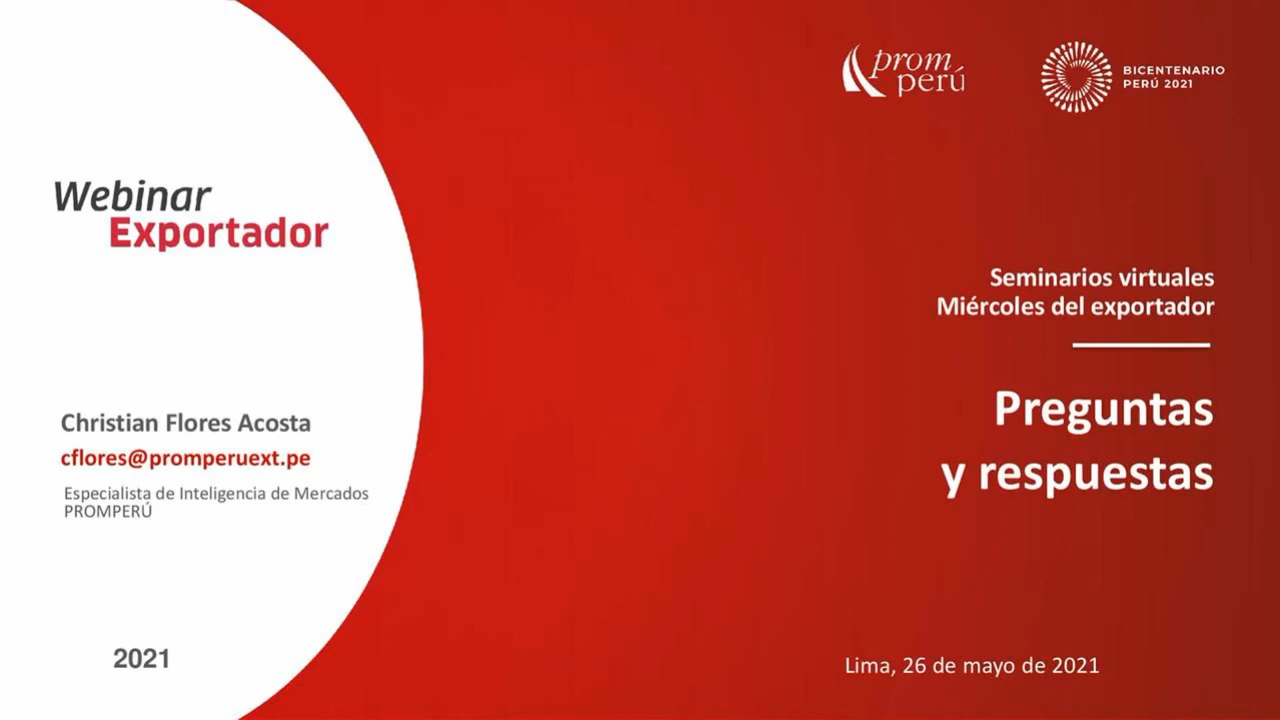 prom
perú
BICENTENARIO
PERÚ 2021
Webinar
Exportador
Seminarios virtuales
Miércoles del exportador
Preguntas
y respuestas
Christian Flores Acosta
cflores@promperuext.pe
Especialista de Inteligencia de Mercados
PROMPERÚ
2021
Lima, 26 de mayo de 2021